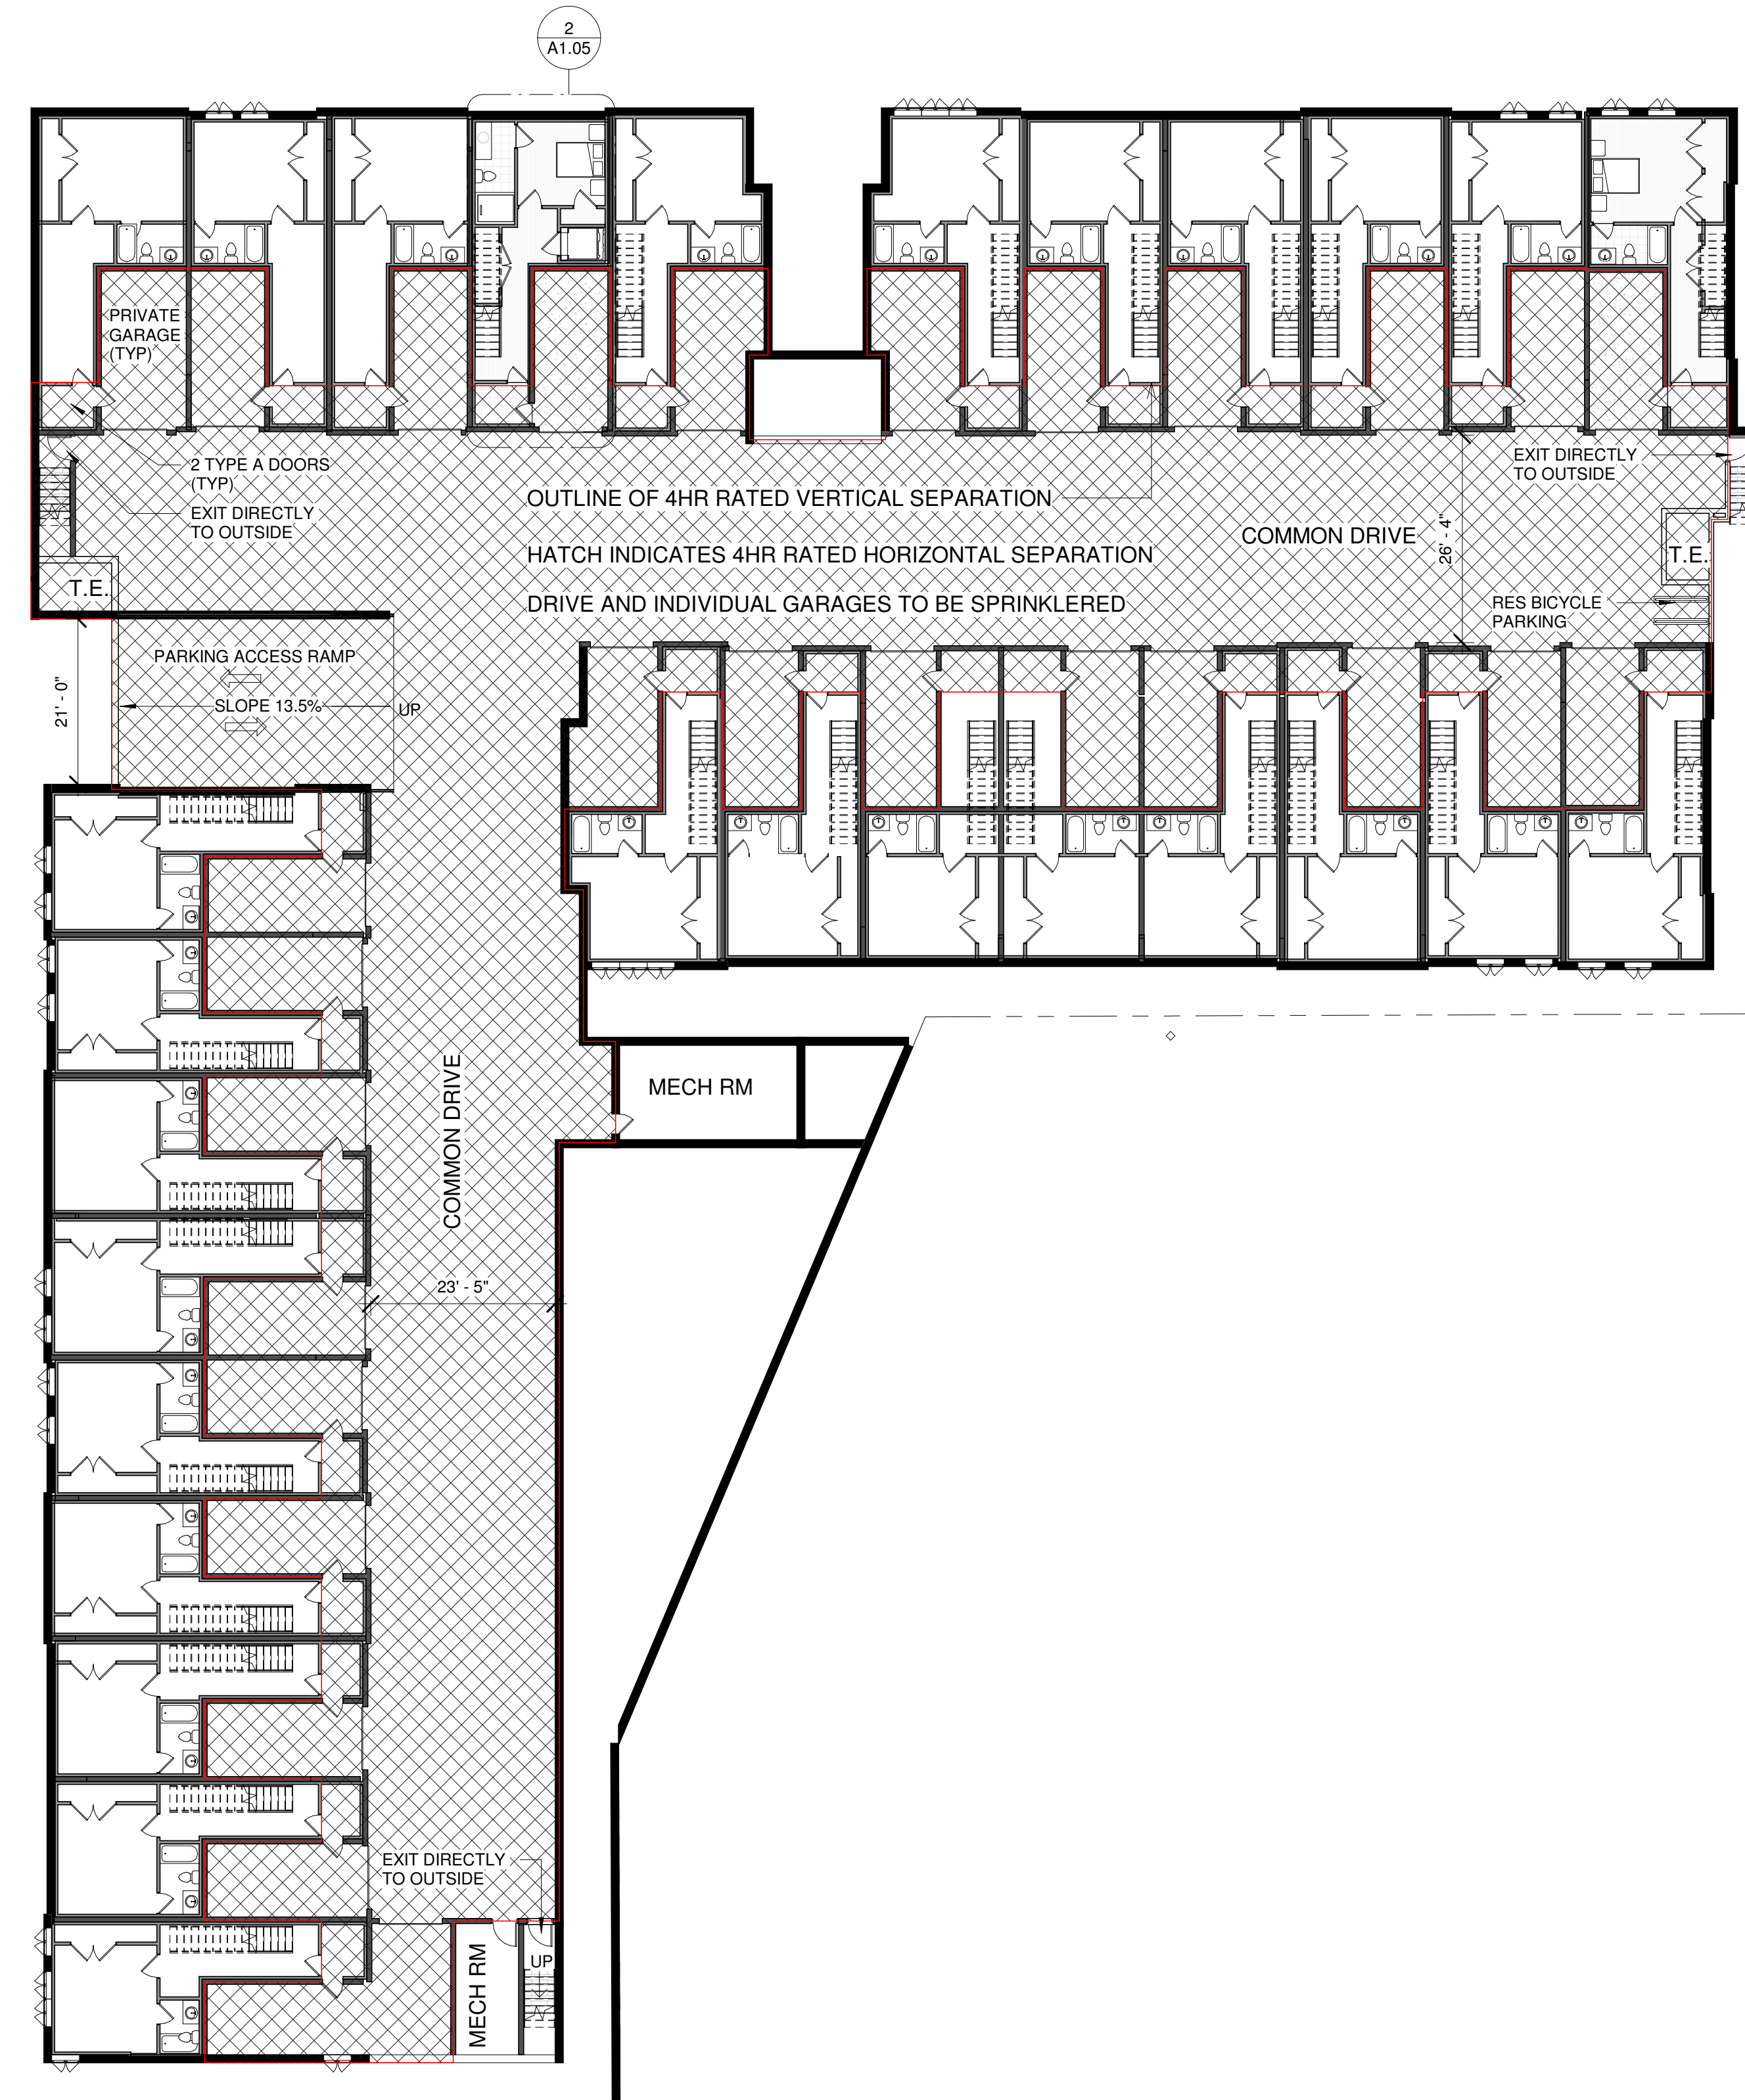 2
A1.05
PRIVATE
GARAGE
(TYP)
2 TYPE A DOORS
(TYP)
EXIT DIRECTLY
TO OUTSIDE
OUTLINE OF 4HR RATED VERTICAL SEPARATION
HATCH INDICATES 4HR RATED HORIZONTAL SEPARATION
DRIVE AND INDIVIDUAL GARAGES TO BE SPRINKLERED
COMMON DRIVE
26' - 4"
EXIT DIRECTLY
TO OUTSIDE
T.E.
T.E.
RES BICYCLE
PARKING
PARKING ACCESS RAMP
SLOPE 13.5%
UP
21' - 0"
MECH RM
COMMON DRIVE
23' - 5"
EXIT DIRECTLY
TO OUTSIDE
UP
MECH RM